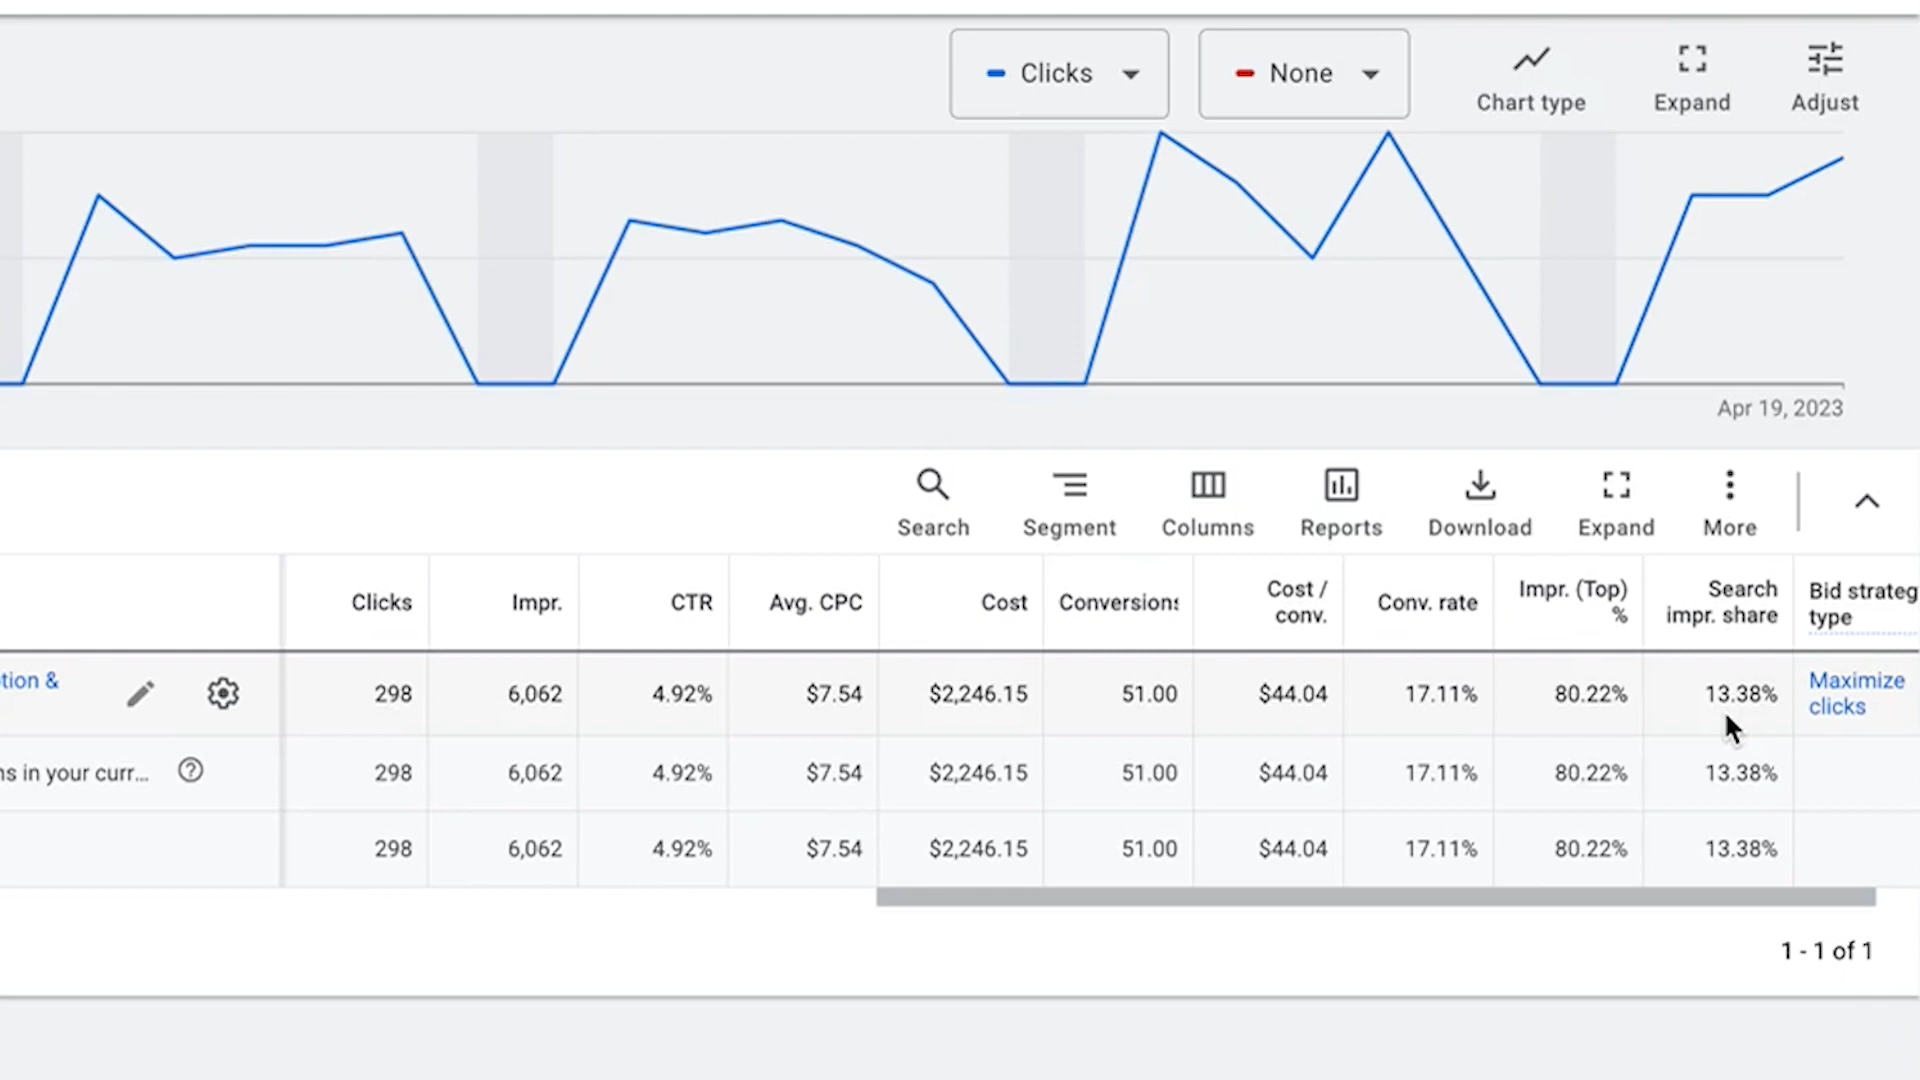 Clicks
None
Chart type
Expand
Adjust
Apr 19, 2023
Search
Segment
Columns
Reports
Download
Expand
More
Clicks
Impr.
CTR
Avg. CPC
Cost
Conversions
Cost /
conv.
Conv. rate
Impr. (Top)
%
Search
impr. share
Bid strateg
type
tion &
298
6,062
4.92%
$7.54
$2,246.15
51.00
$44.04
17.11%
80.22%
13.38%
Maximize
clicks
ns in your curr...
298
6,062
4.92%
$7.54
$2,246.15
51.00
$44.04
17.11%
80.22%
13.38%
298
6,062
4.92%
$7.54
$2,246.15
51.00
$44.04
17.11%
80.22%
13.38%
1 - 1 of 1